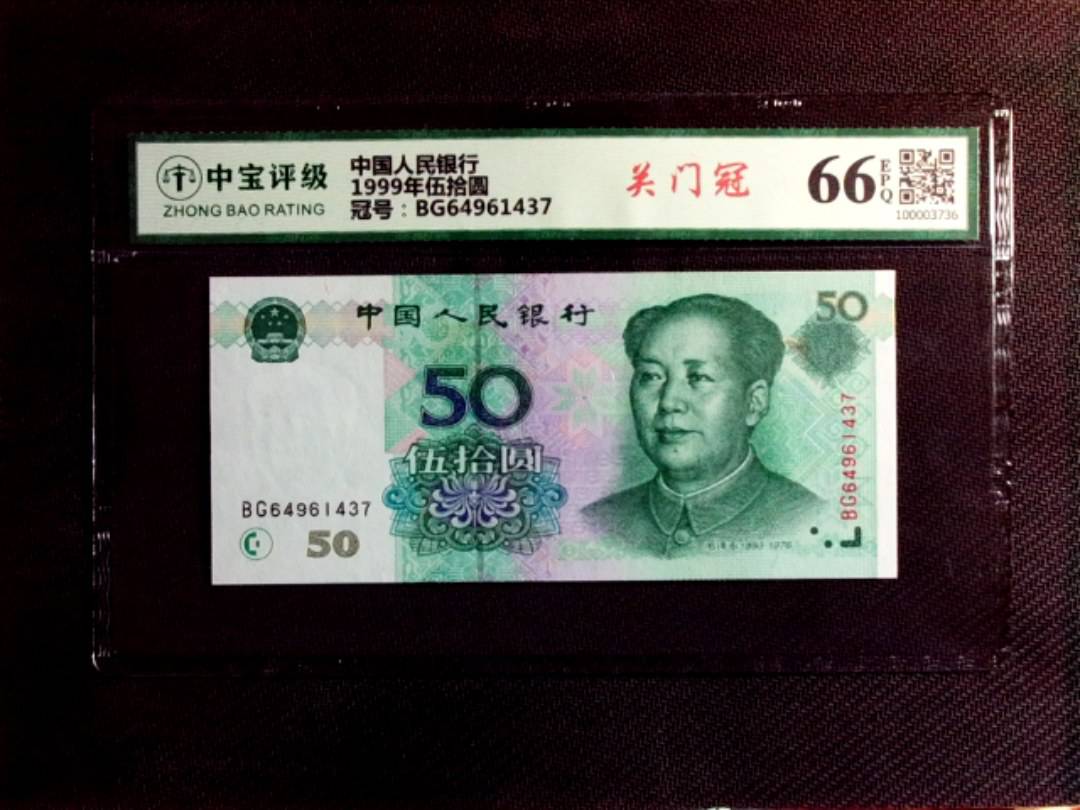 中宝评级
ZHONG BAO RATING
中国人民银行
1999年伍拾圆
冠号：BG64961437
关门冠
66
EPQ
100003736
中国人民银行
50
50
伍拾圆
BG64961437
50
BG64961437